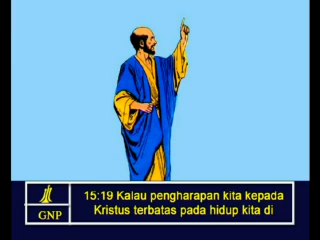 15:19 Kalau pengharapan kita kepada
Kristus terbatas pada hidup kita di
GNP